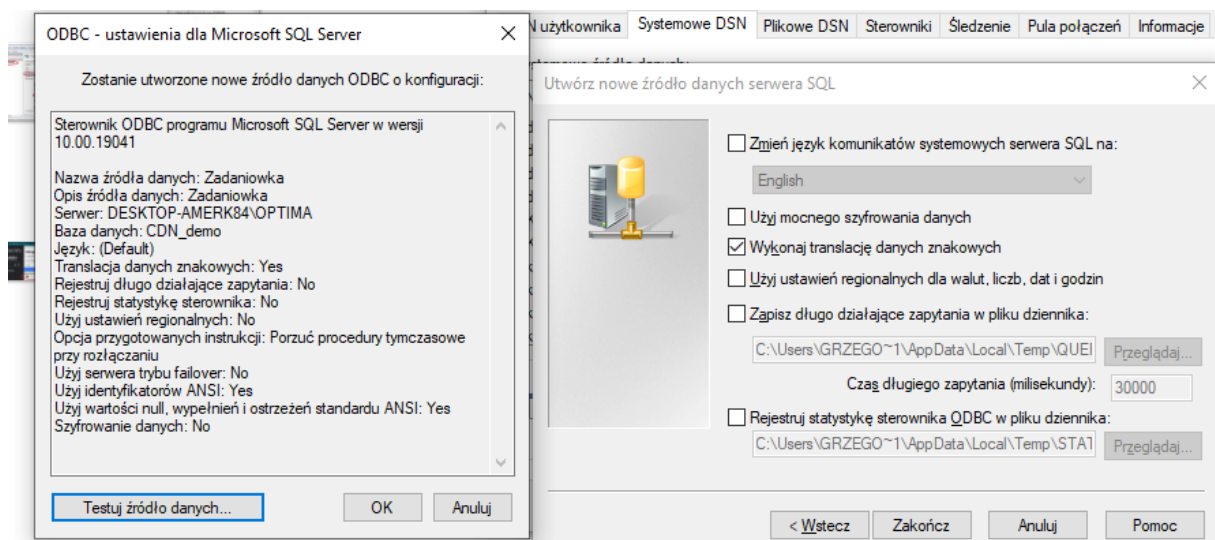 ODBC - ustawienia dla Microsoft SQL Server
Zostanie utworzone nowe źródło danych ODBC o konfiguracji:
Sterownik ODBC programu Microsoft SQL Server w wersji
10.00.19041
Nazwa źródła danych: Zadaniowka
Opis źródła danych: Zadaniowka
Serwer: DESKTOP-AMERK84\OPTIMA
Baza danych: CDN_demo
Język: (Default)
Translacja danych znakowych: Yes
Rejestruj długo działające zapytania: No
Rejestruj statystykę sterownika: No
Użyj ustawień regionalnych: No
Opcja przygotowanych instrukcji: Porzuć procedury tymczasowe
przy rozłączaniu
Użyj serwera trybu failover: No
Użyj identyfikatorów ANSI: Yes
Użyj wartości null, wypełnień i ostrzeżeń standardu ANSI: Yes
Szyfrowanie danych: No
Testuj źródło danych...
OK
Anuluj
użytkownika
Systemowe DSN
Plikowe DSN
Sterowniki
Śledzenie
Pula połączeń
Informacje
Utwórz nowe źródło danych serwera SQL
Zmień język komunikatów systemowych serwera SQL na:
English
Użyj mocnego szyfrowania danych
Wykonaj translację danych znakowych
Użyj ustawień regionalnych dla walut, liczb, dat i godzin
Zapisz długo działające zapytania w pliku dziennika:
C:\Users\GRZEGO~1\AppData\Local\Temp\QUEI
Przeglądaj...
Czas długiego zapytania (milisekundy):
30000
Rejestruj statystykę sterownika ODBC w pliku dziennika:
C:\Users\GRZEGO~1\AppData\Local\Temp\STAT
Przeglądaj...
< Wstecz
Zakończ
Anuluj
Pomoc